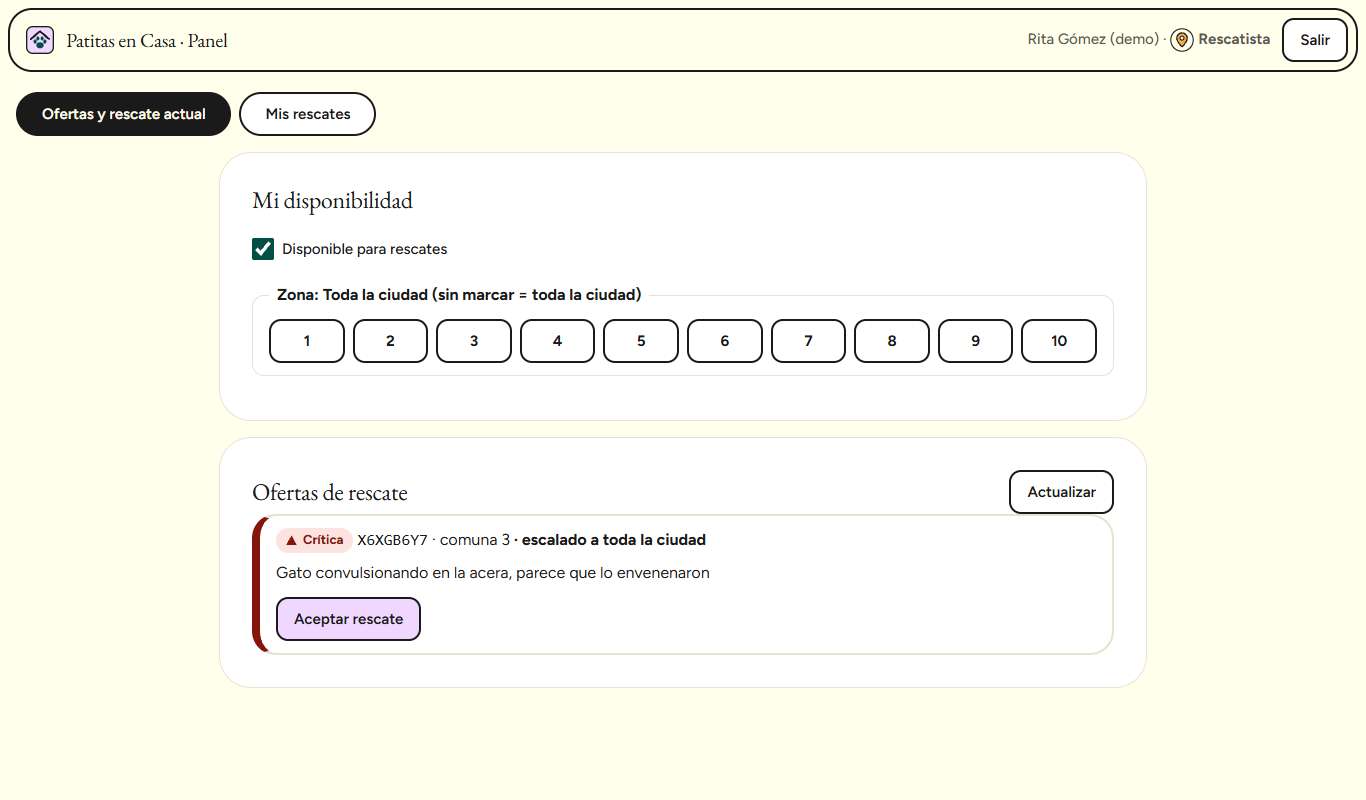 Patitas en Casa · Panel
Rita Gómez (demo) · Rescatista
Salir
Ofertas y rescate actual
Mis rescates
Mi disponibilidad
Disponible para rescates
Zona: Toda la ciudad (sin marcar = toda la ciudad)
1 2 3 4 5 6 7 8 9 10
Ofertas de rescate
Actualizar
Crítica X6XGB6Y7 · comuna 3 · escalado a toda la ciudad
Gato convulsionando en la acera, parece que lo envenenaron
Aceptar rescate